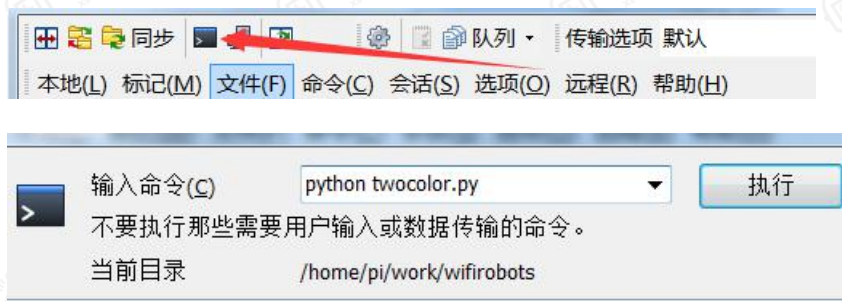 同步 队列 传输选项 默认
本地(L) 标记(M) 文件(F) 命令(C) 会话(S) 选项(O) 远程(R) 帮助(H)
输入命令(C) python twocolor.py 执行
不要执行那些需要用户输入或数据传输的命令。
当前目录 /home/pi/work/wifirobots